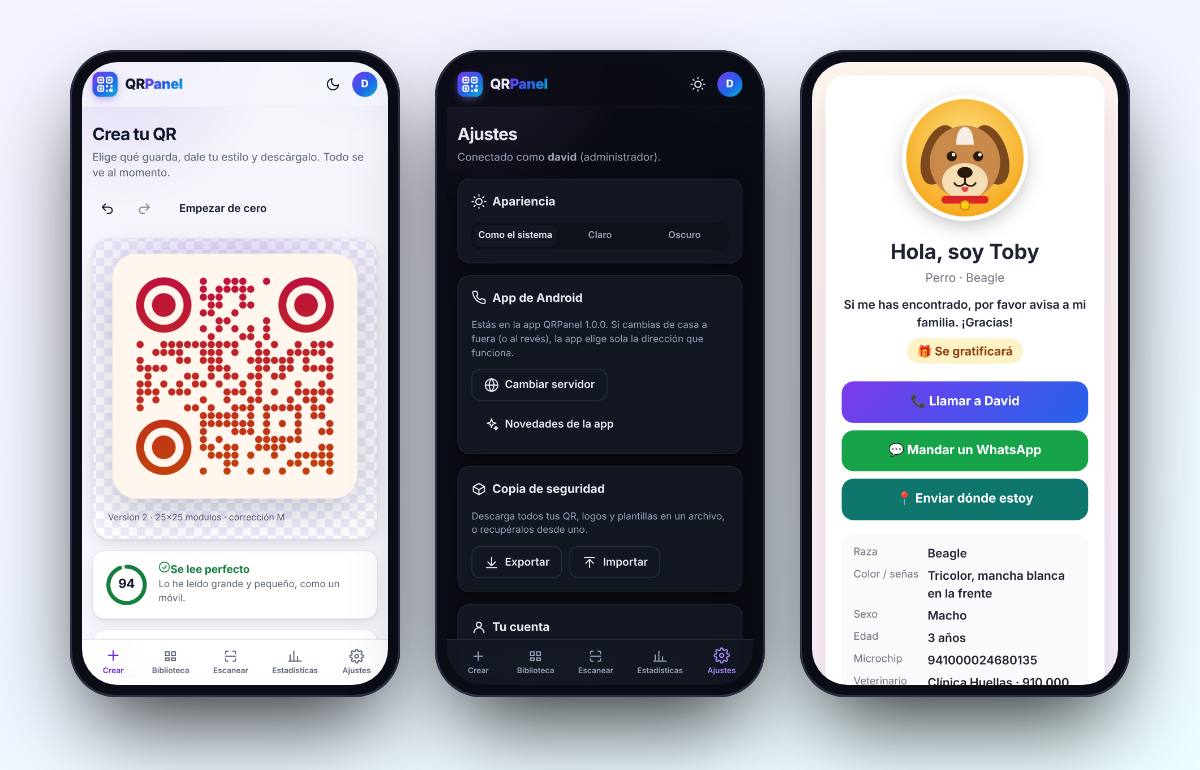 QRPanel
D
Crea tu QR
Elige qué guarda, dale tu estilo y descárgalo. Todo se
ve al momento.
Empezar de cero
Versión 2 · 25×25 módulos · corrección M
94
Se lee perfecto
Lo he leído grande y pequeño, como un
móvil.
Crear
Biblioteca
Escanear
Estadísticas
Ajustes
QRPanel
D
Ajustes
Conectado como david (administrador).
Apariencia
Como el sistema
Claro
Oscuro
App de Android
Estás en la app QRPanel 1.0.0. Si cambias de casa a
fuera (o al revés), la app elige sola la dirección que
funciona.
Cambiar servidor
Novedades de la app
Copia de seguridad
Descarga todos tus QR, logos y plantillas en un archivo,
o recupéralos desde uno.
Exportar
Importar
Tu cuenta
Crear
Biblioteca
Escanear
Estadísticas
Ajustes
Hola, soy Toby
Perro · Beagle
Si me has encontrado, por favor avisa a mi
familia. ¡Gracias!
Se gratificará
Llamar a David
Mandar un WhatsApp
Enviar dónde estoy
Raza Beagle
Color / señas Tricolor, mancha blanca
en la frente
Sexo Macho
Edad 3 años
Microchip 941000024680135
Veterinario Clínica Huellas · 910 000